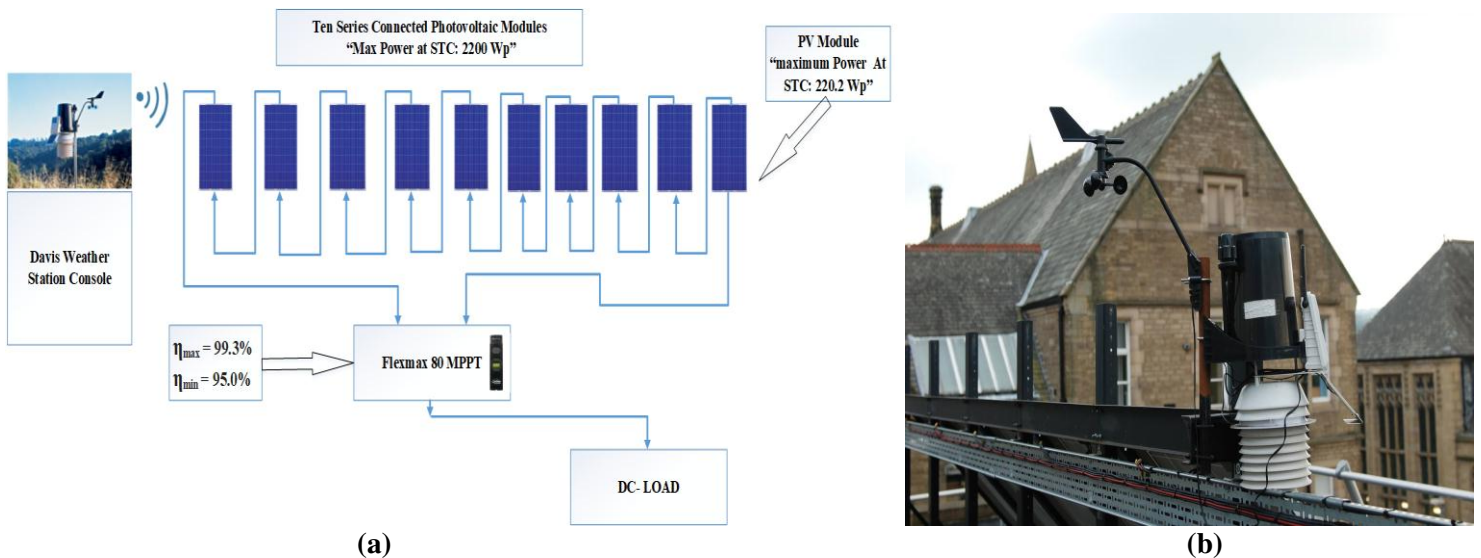 Ten Series Connected Photovoltaic Modules
“Max Power at STC: 2200 Wp”
PV Module
“maximum Power At
STC: 220.2 Wp”
Davis Weather
Station Console
ηmax = 99.3%
ηmin = 95.0%
Flexmax 80 MPPT
DC- LOAD
(a)
(b)